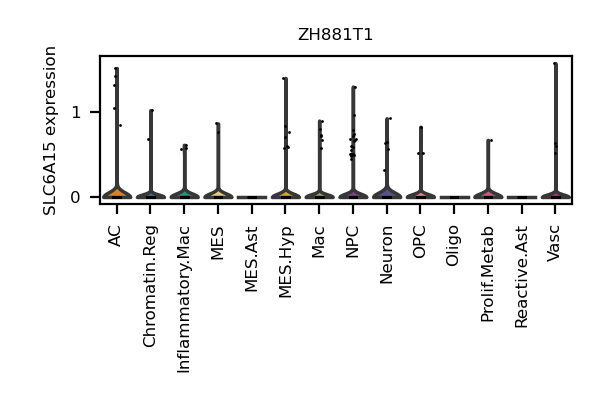 ZH881T1
SLC6A15 expression
1
0
AC
Chromatin.Reg
Inflammatory.Mac
MES
MES.Ast
MES.Hyp
Mac
NPC
Neuron
OPC
Oligo
Prolif.Metab
Reactive.Ast
Vasc